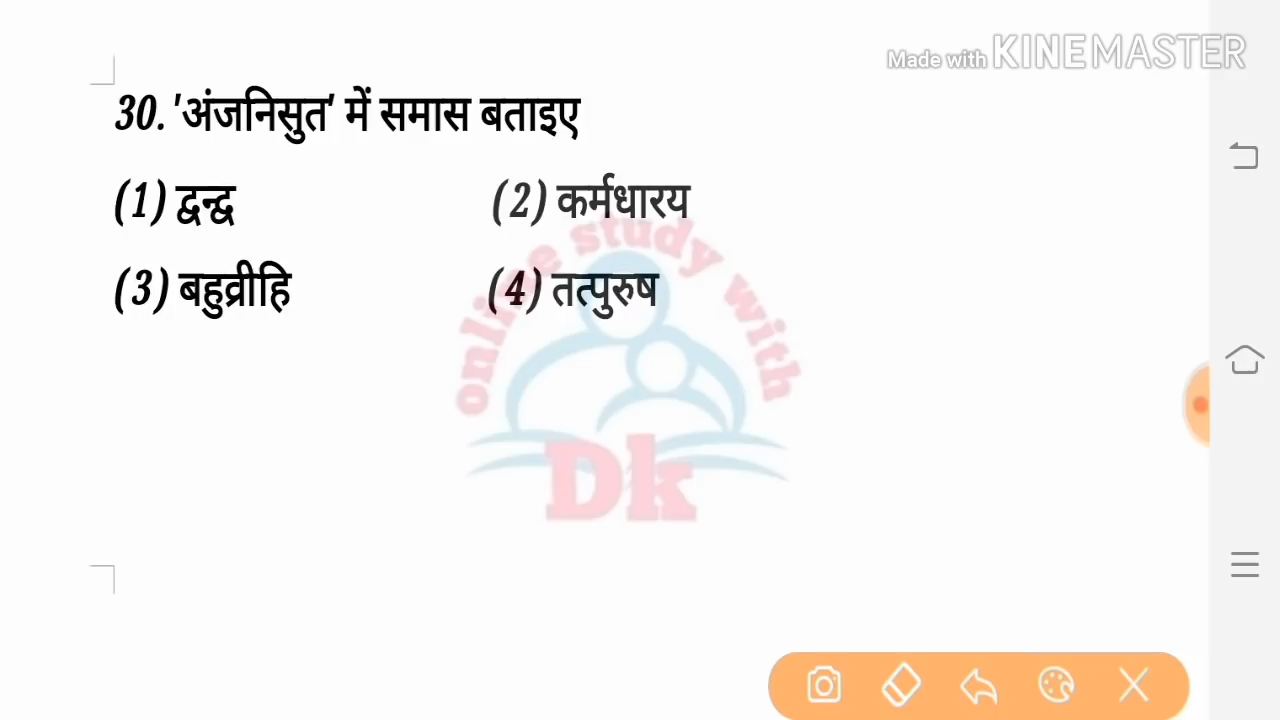 Made with KINEMASTER
30. 'अंजनिसुत' में समास बताइए
(1) द्वन्द्व (2) कर्मधारय
(3) बहुव्रीहि (4) तत्पुरुष
online study with
Dk